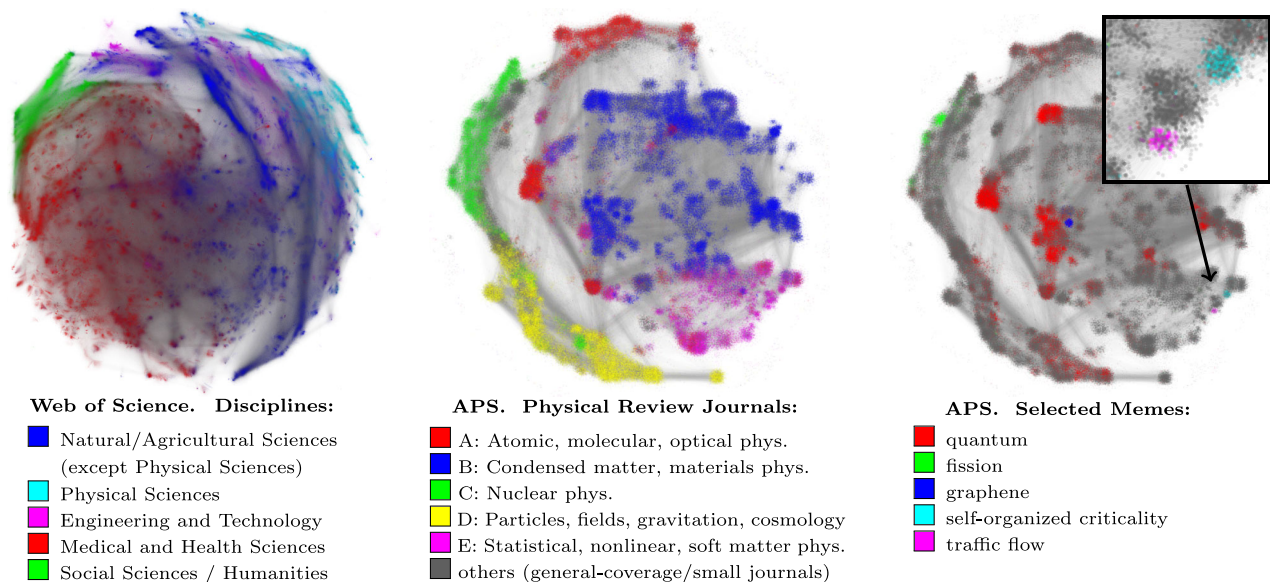 Web of Science. Disciplines:
Natural/Agricultural Sciences
(except Physical Sciences)
Physical Sciences
Engineering and Technology
Medical and Health Sciences
Social Sciences / Humanities
APS. Physical Review Journals:
A: Atomic, molecular, optical phys.
B: Condensed matter, materials phys.
C: Nuclear phys.
D: Particles, fields, gravitation, cosmology
E: Statistical, nonlinear, soft matter phys.
others (general-coverage/small journals)
APS. Selected Memes:
quantum
fission
graphene
self-organized criticality
traffic flow